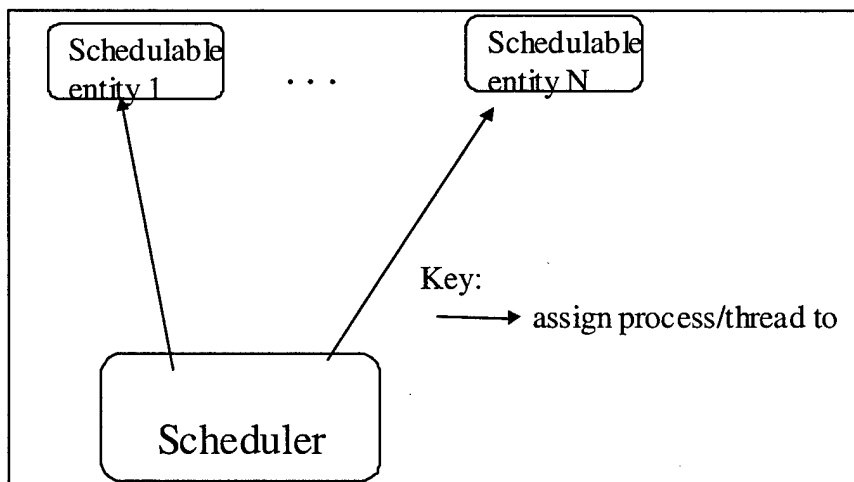 Schedulable
entity 1
. . .
Schedulable
entity N
Key:
assign process/thread to
Scheduler